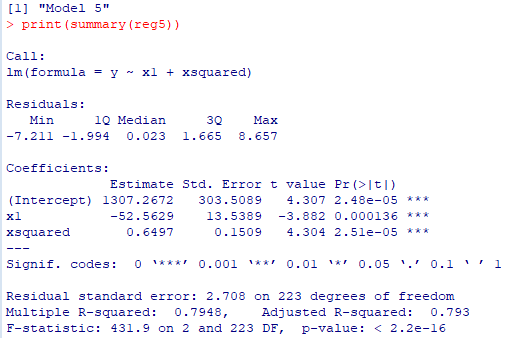 [1] "Model 5"
> print(summary(reg5))
Call:
lm(formula = y ~ x1 + xsquared)
Residuals:
Min 1Q Median 3Q Max
-7.211 -1.994 0.023 1.665 8.657
Coefficients:
Estimate Std. Error t value Pr(>|t|)
(Intercept) 1307.2672 303.5089 4.307 2.48e-05 ***
x1 -52.5629 13.5389 -3.882 0.000136 ***
xsquared 0.6497 0.1509 4.304 2.51e-05 ***
---
Signif. codes: 0 ‘***’ 0.001 ‘**’ 0.01 ‘*’ 0.05 ‘.’ 0.1 ‘ ’ 1
Residual standard error: 2.708 on 223 degrees of freedom
Multiple R-squared: 0.7948, Adjusted R-squared: 0.793
F-statistic: 431.9 on 2 and 223 DF, p-value: < 2.2e-16